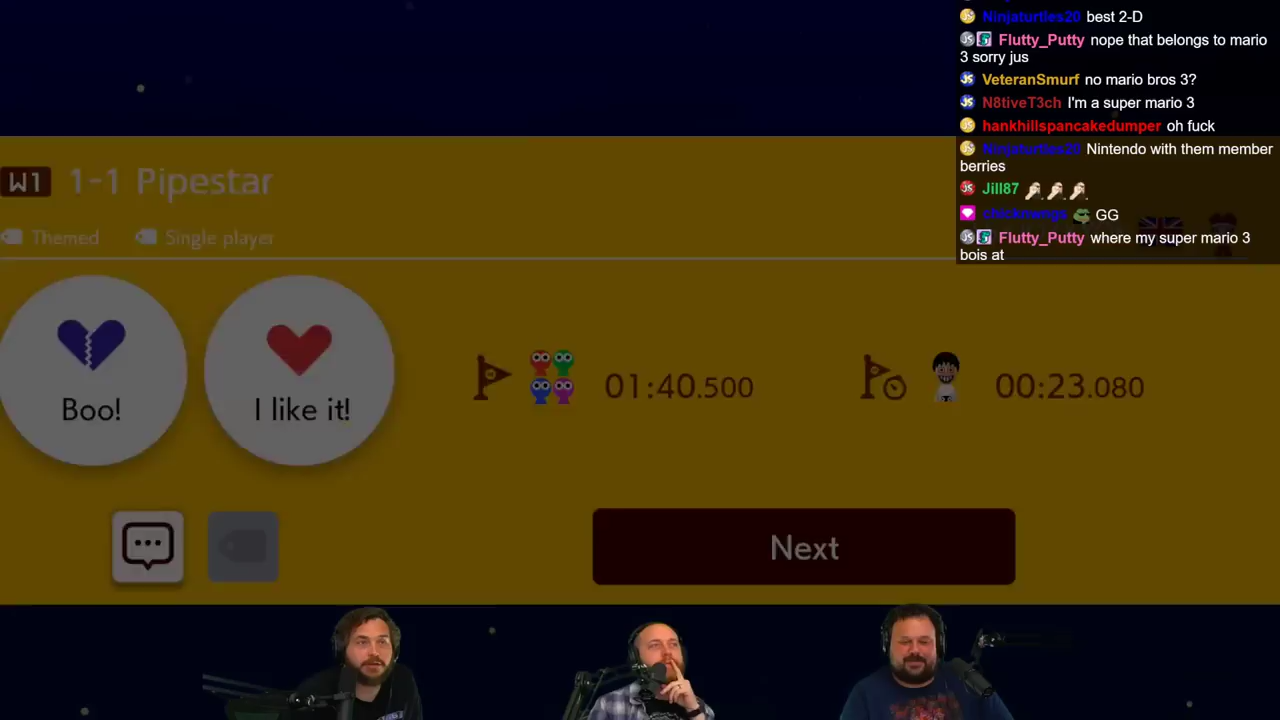 Ninjaturtles20 best 2-D
Flutty_Putty nope that belongs to mario
3 sorry jus
VeteranSmurf no mario bros 3?
N8tiveT3ch I'm a super mario 3
hankhillspancakedumper oh fuck
Ninjaturtles20 Nintendo with them member
berries
Jill87
chicknwngs GG
Flutty_Putty where my super mario 3
bois at
W1 1-1 Pipestar
Themed Single player
Boo!
I like it!
01:40.500
00:23.080
Next